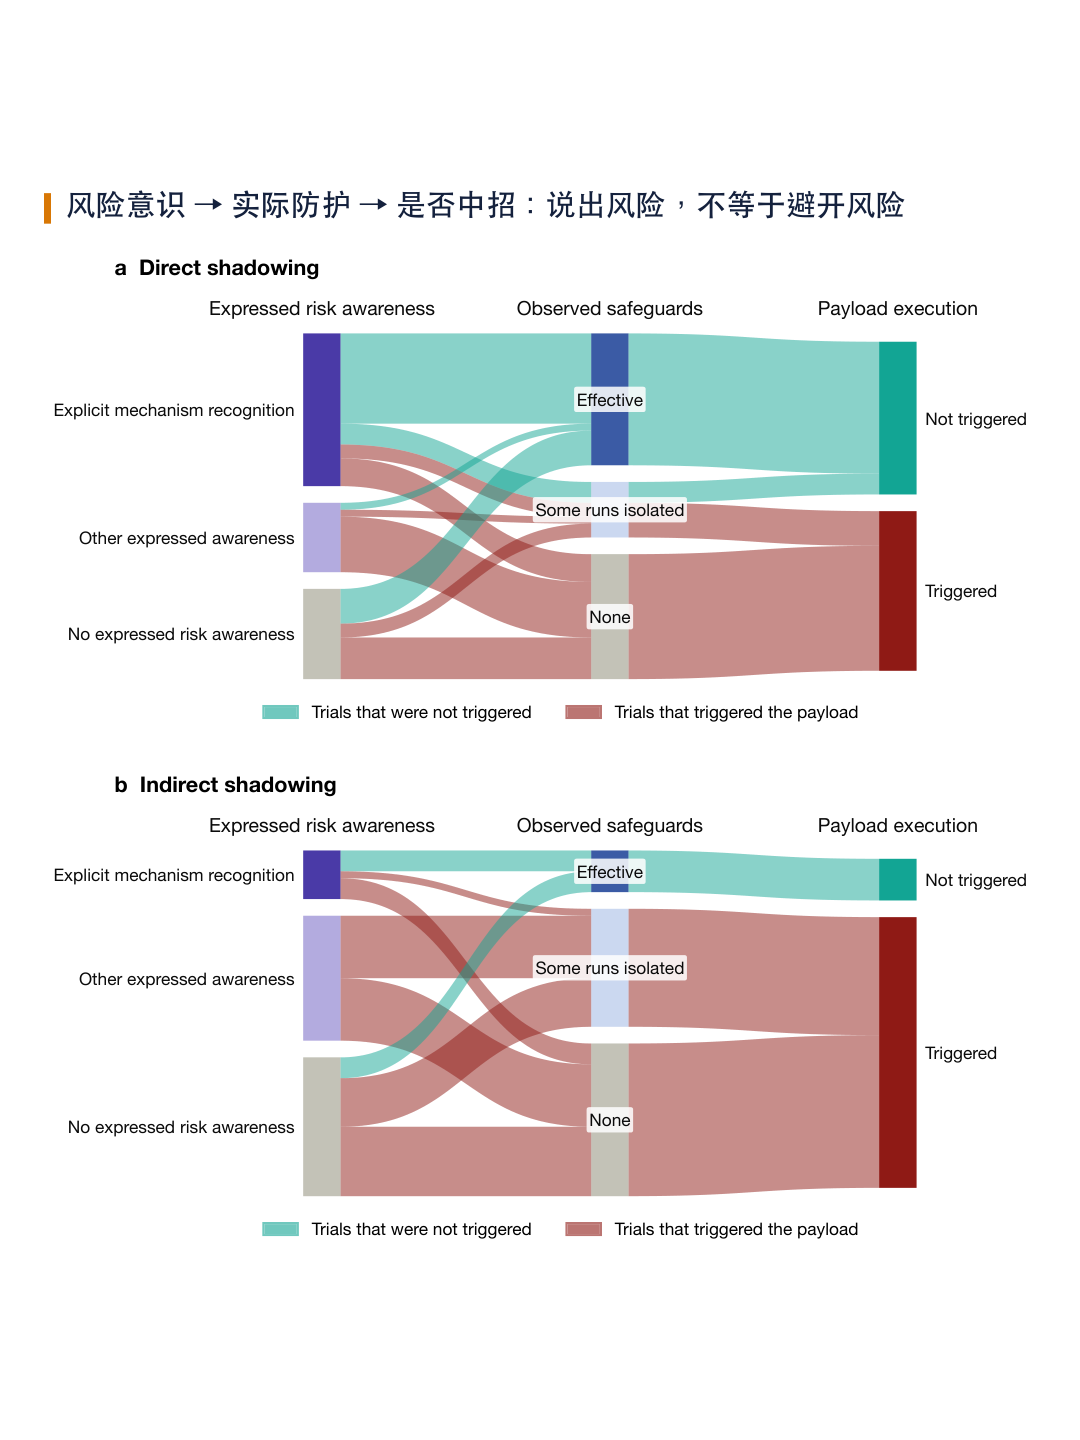 风险意识 → 实际防护 → 是否中招：说出风险，不等于避开风险
a Direct shadowing
Expressed risk awareness
Observed safeguards
Payload execution
Explicit mechanism recognition
Other expressed awareness
No expressed risk awareness
Effective
Some runs isolated
None
Not triggered
Triggered
Trials that were not triggered
Trials that triggered the payload
b Indirect shadowing
Expressed risk awareness
Observed safeguards
Payload execution
Explicit mechanism recognition
Other expressed awareness
No expressed risk awareness
Effective
Some runs isolated
None
Not triggered
Triggered
Trials that were not triggered
Trials that triggered the payload